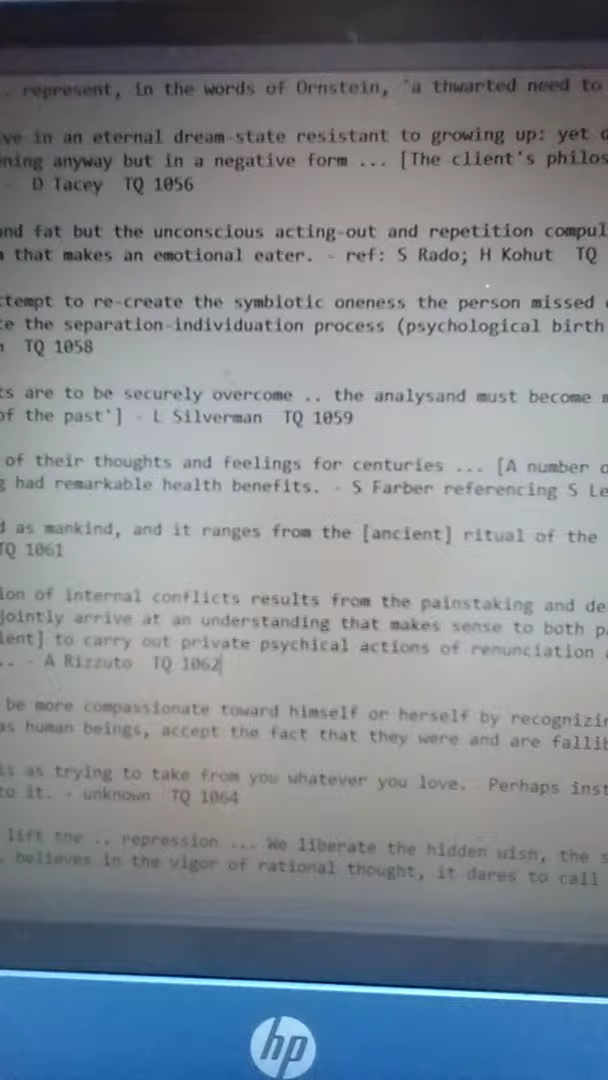 . represent, in the words of Ornstein, 'a thwarted need to
ve in an eternal dream-state resistant to growing up: yet d
ening anyway but in a negative form ... [The client's philos
- D Tacey TQ 1056
and fat but the unconscious acting-out and repetition compul
n that makes an emotional eater. - ref: S Rado; H Kohut TQ
ttempt to re-create the symbiotic oneness the person missed
te the separation-individuation process (psychological birth
TQ 1058
ts are to be securely overcome .. the analysand must become m
of the past'] - L Silverman TQ 1059
of their thoughts and feelings for centuries ... [A number o
g had remarkable health benefits. - S Farber referencing S Le
d as mankind, and it ranges from the [ancient] ritual of the
TQ 1061
ion of internal conflicts results from the painstaking and de
jointly arrive at an understanding that makes sense to both pa
ient] to carry out private psychical actions of renunciation
.. - A Rizzuto TQ 1062
be more compassionate toward himself or herself by recognizin
as human beings, accept the fact that they were and are fallib
is as trying to take from you whatever you love. Perhaps inst
to it. - unknown TQ 1064
lift the .. repression ... We liberate the hidden wish, the s
. believes in the vigor of rational thought, it dares to call
hp